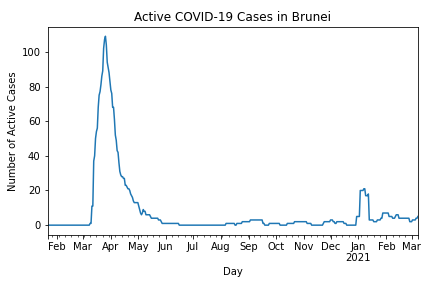 Active COVID-19 Cases in Brunei
Number of Active Cases
100
80
60
40
20
0
Feb Mar Apr May Jun Jul Aug Sep Oct Nov Dec Jan Feb Mar
2021
Day